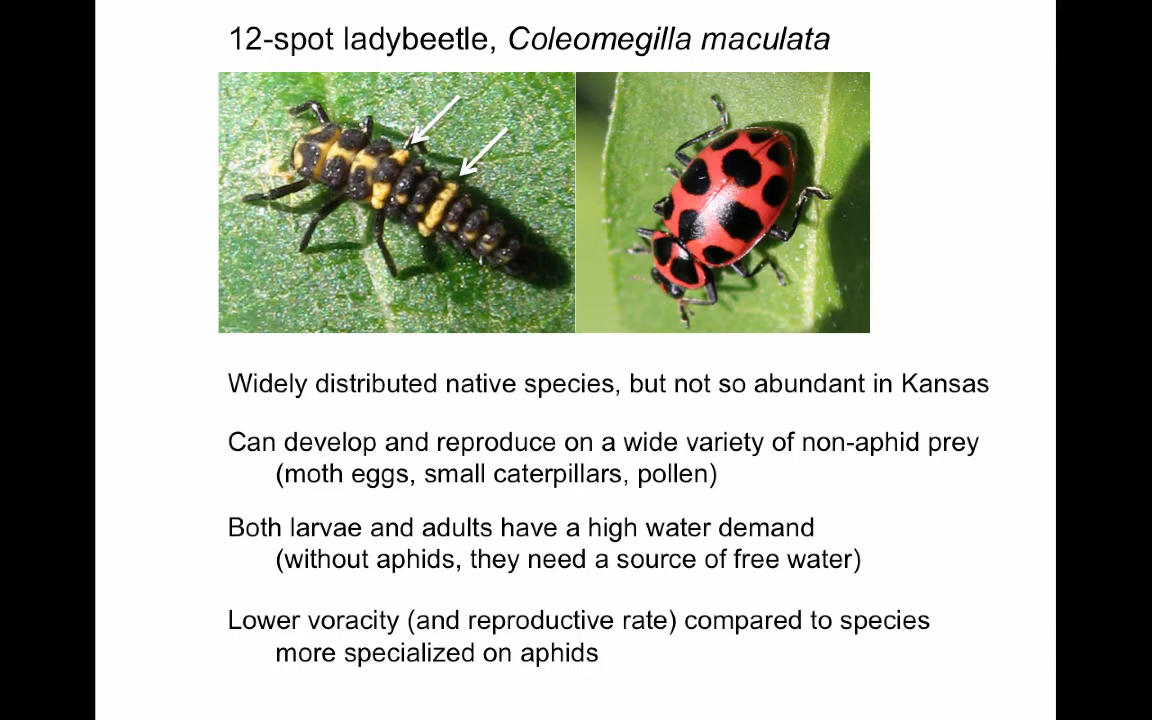 12-spot ladybeetle, Coleomegilla maculata
Widely distributed native species, but not so abundant in Kansas
Can develop and reproduce on a wide variety of non-aphid prey
(moth eggs, small caterpillars, pollen)
Both larvae and adults have a high water demand
(without aphids, they need a source of free water)
Lower voracity (and reproductive rate) compared to species
more specialized on aphids